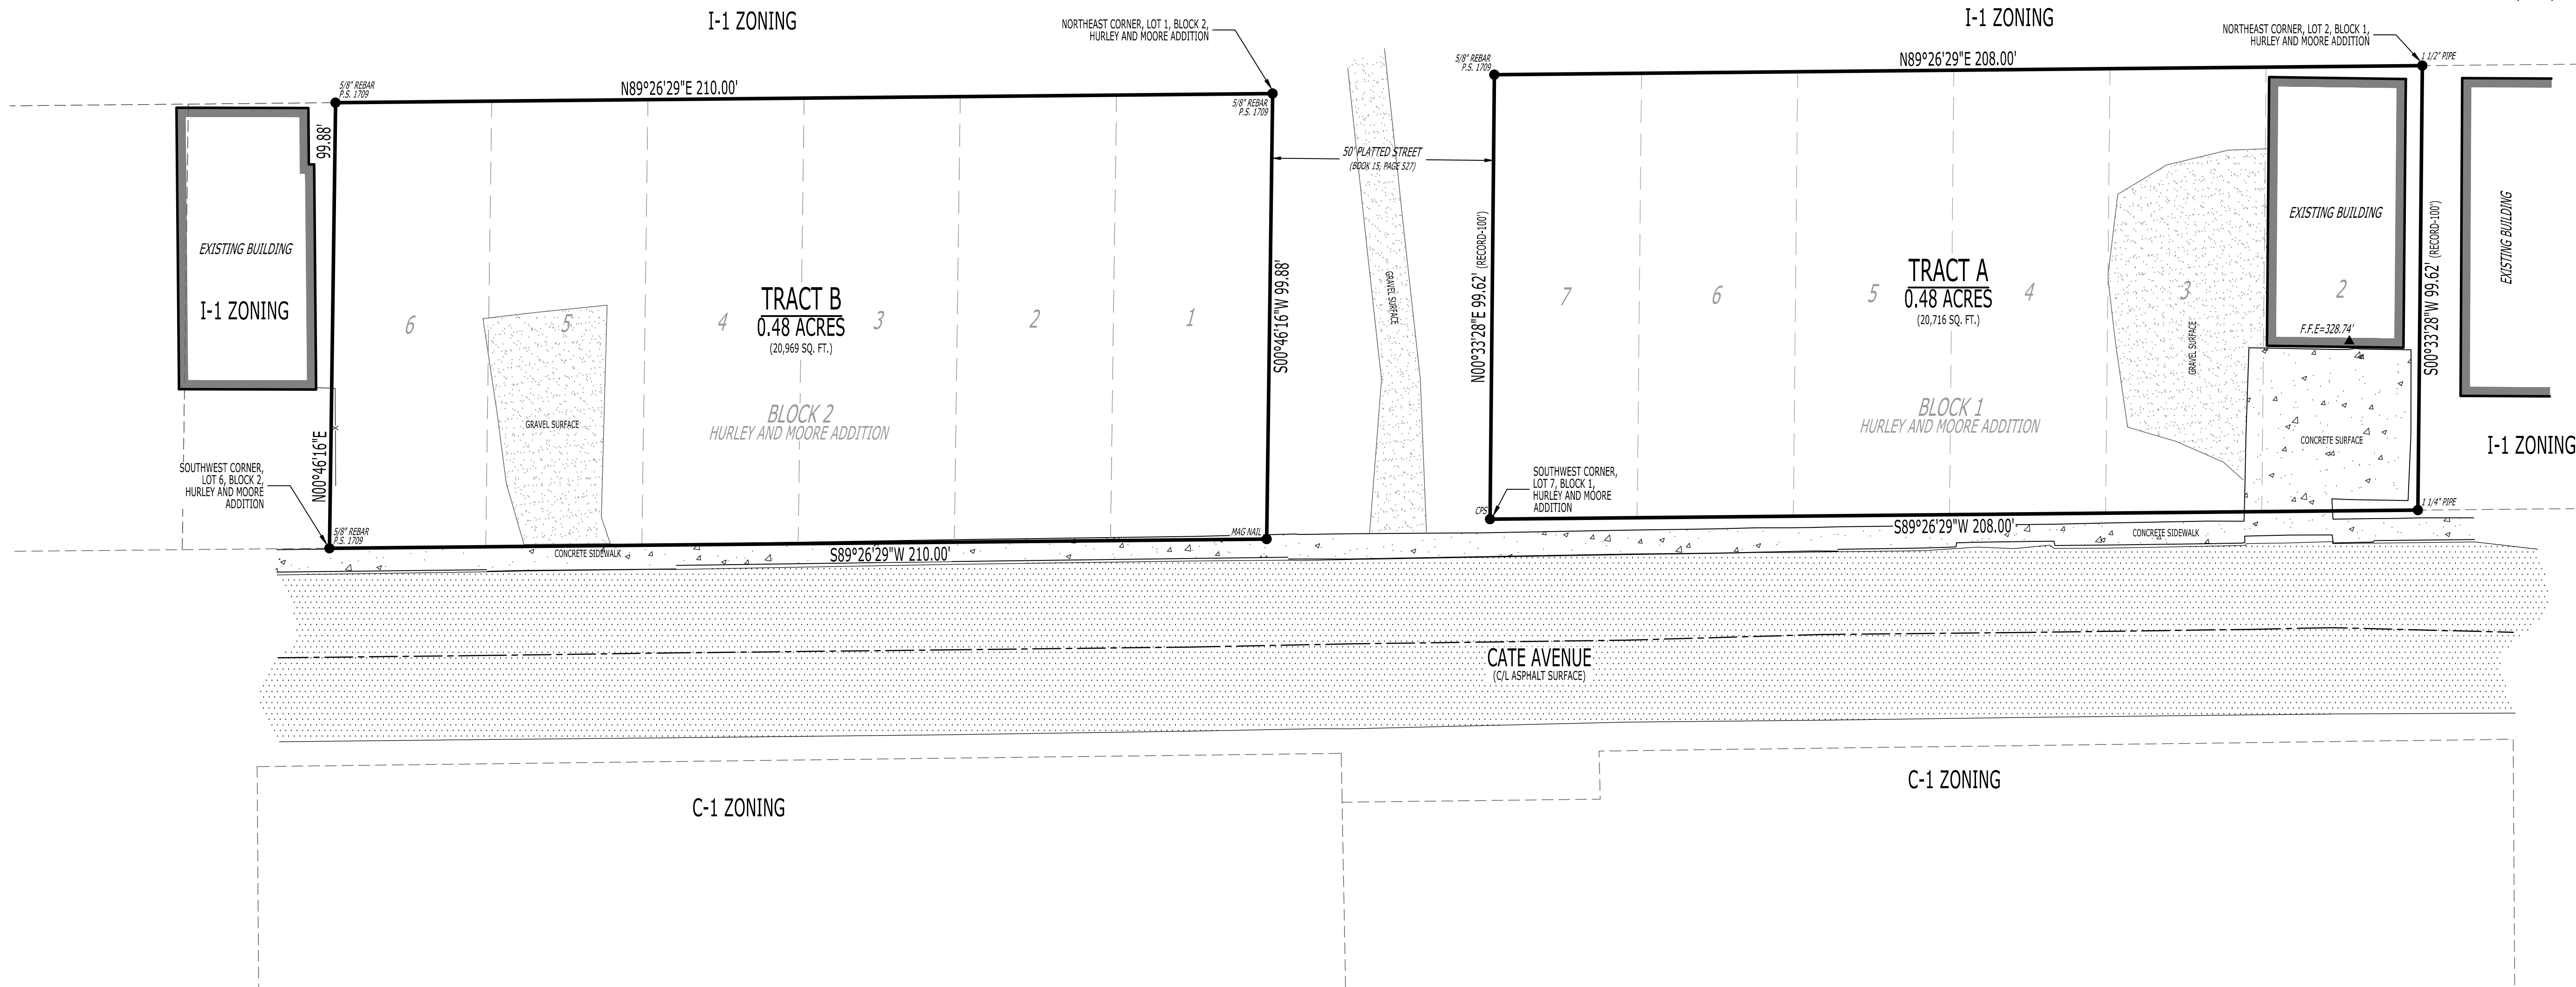 I-1 ZONING
I-1 ZONING
NORTHEAST CORNER, LOT 1, BLOCK 2,
HURLEY AND MOORE ADDITION
NORTHEAST CORNER, LOT 2, BLOCK 1,
HURLEY AND MOORE ADDITION
5/8" REBAR
P.S. 1709
N89°26'29"E 210.00'
5/8" REBAR
P.S. 1709
5/8" REBAR
P.S. 1709
N89°26'29"E 208.00'
1 1/2" PIPE
99.88'
N00°46'16"E
EXISTING BUILDING
I-1 ZONING
6
5
4
3
2
1
TRACT B
0.48 ACRES
(20,969 SQ. FT.)
GRAVEL SURFACE
BLOCK 2
HURLEY AND MOORE ADDITION
S00°46'16"W 99.88'
50' PLATTED STREET
(BOOK 15, PAGE 527)
GRAVEL SURFACE
N00°33'28"E 99.62' (RECORD-100')
7
6
5
4
3
2
TRACT A
0.48 ACRES
(20,716 SQ. FT.)
BLOCK 1
HURLEY AND MOORE ADDITION
GRAVEL SURFACE
EXISTING BUILDING
F.F.E=328.74'
CONCRETE SURFACE
S00°33'28"W 99.62' (RECORD-100')
EXISTING BUILDING
I-1 ZONING
SOUTHWEST CORNER,
LOT 6, BLOCK 2,
HURLEY AND MOORE
ADDITION
5/8" REBAR
P.S. 1709
CONCRETE SIDEWALK
S89°26'29"W 210.00'
MAG NAIL
CPS
SOUTHWEST CORNER,
LOT 7, BLOCK 1,
HURLEY AND MOORE
ADDITION
S89°26'29"W 208.00'
CONCRETE SIDEWALK
1 1/4" PIPE
CATE AVENUE
(C/L ASPHALT SURFACE)
C-1 ZONING
C-1 ZONING